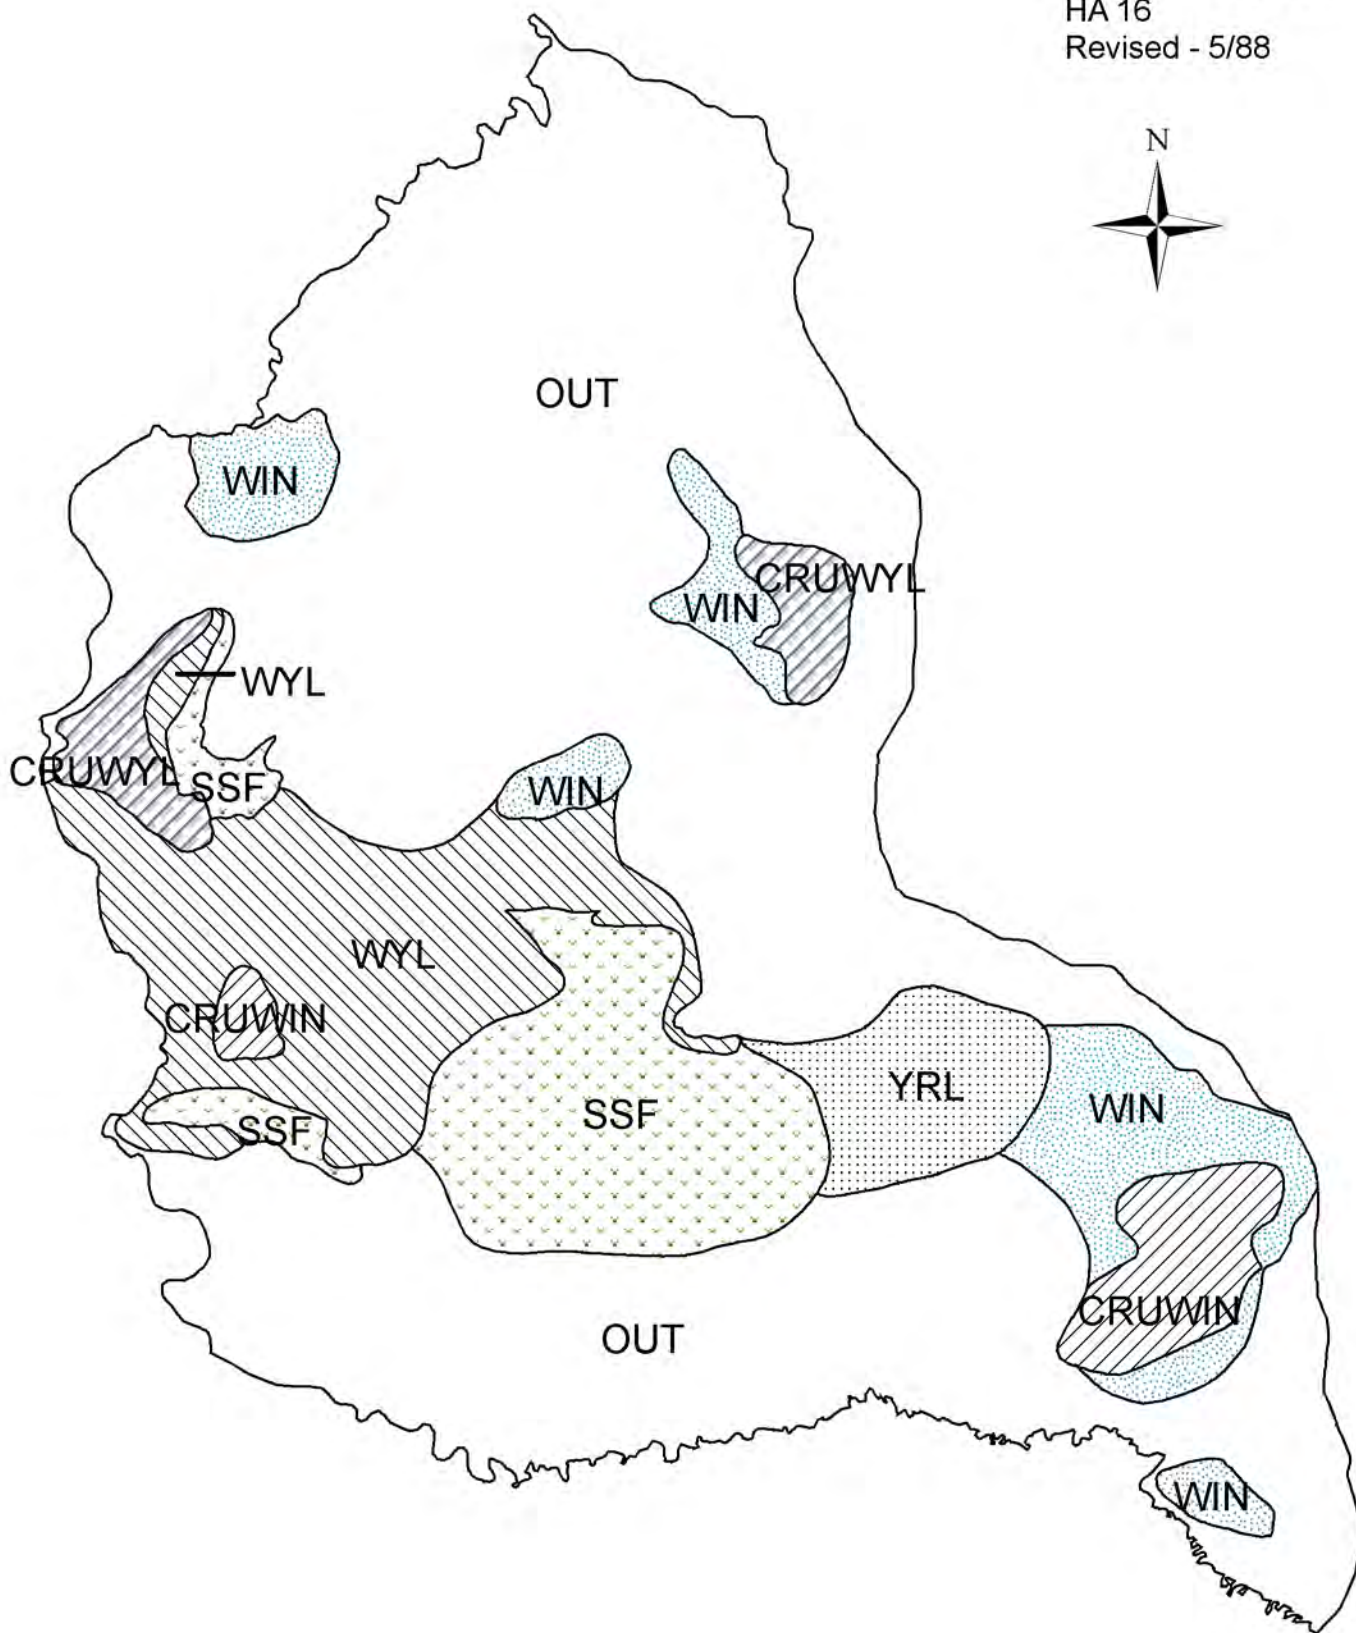 HA 16
Revised - 5/88
N
OUT
WIN
CRUWYL
WIN
WYL
CRUWYL
SSF
WIN
WYL
CRUWIN
YRL
WIN
SSF
SSF
CRUWIN
OUT
WIN